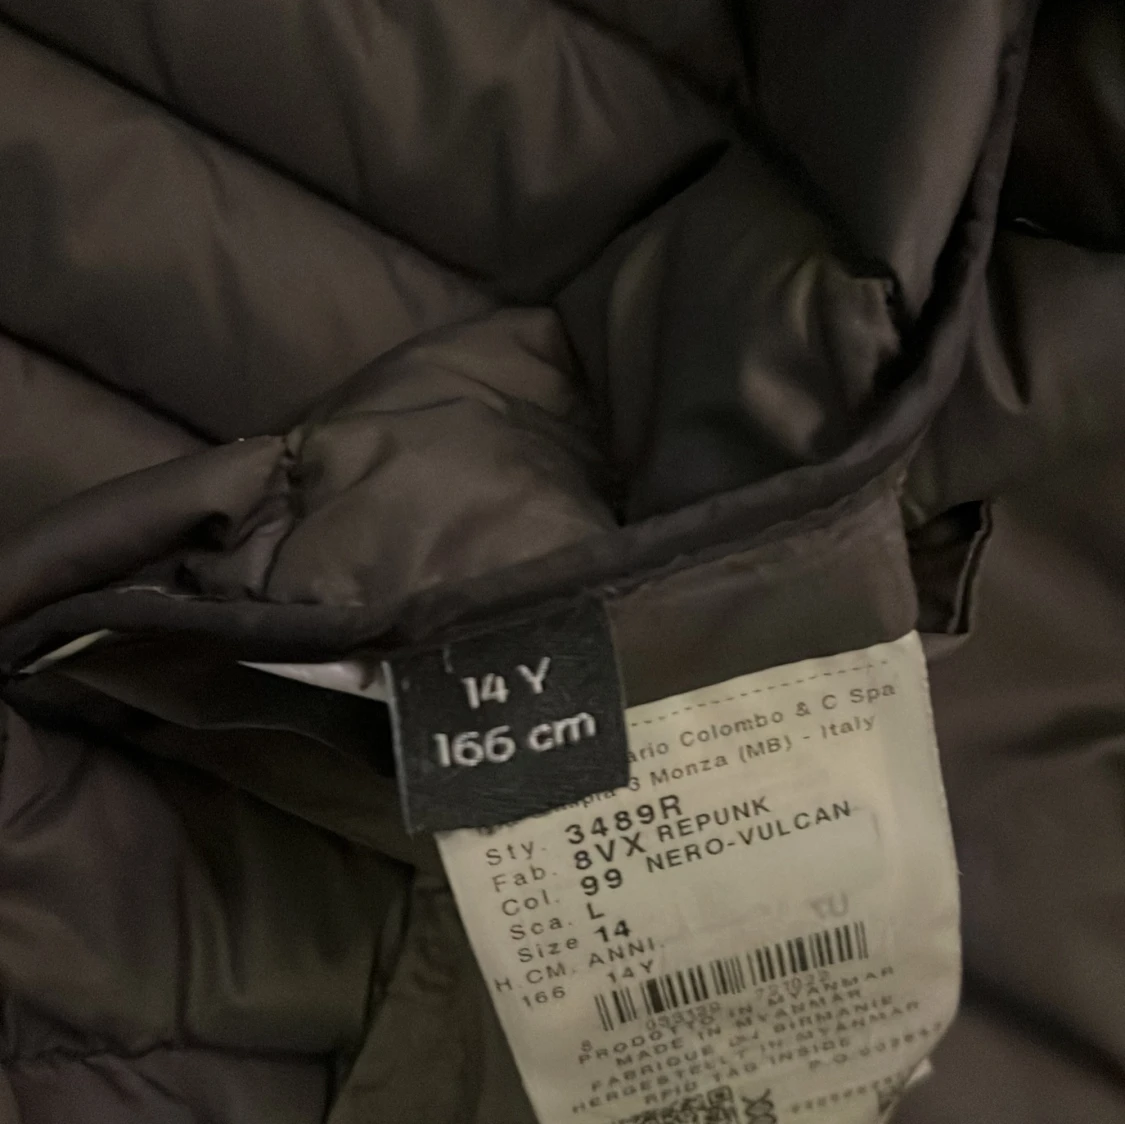 14 Y
166 cm
ario Colombo & C Spa
3 Monza (MB) - Italy
Sty. 3489R
Fab. 8VX REPUNK
Col. 99 NERO-VULCAN
Sca. L
Size 14
H CM. ANNI.
166 14Y
8
PRODOTTO IN MYANMAR
MADE IN MYANMAR
FABRIQUE EN BIRMANIE
HERGESTELLT IN MYANMAR
RFID TAG INSIDE